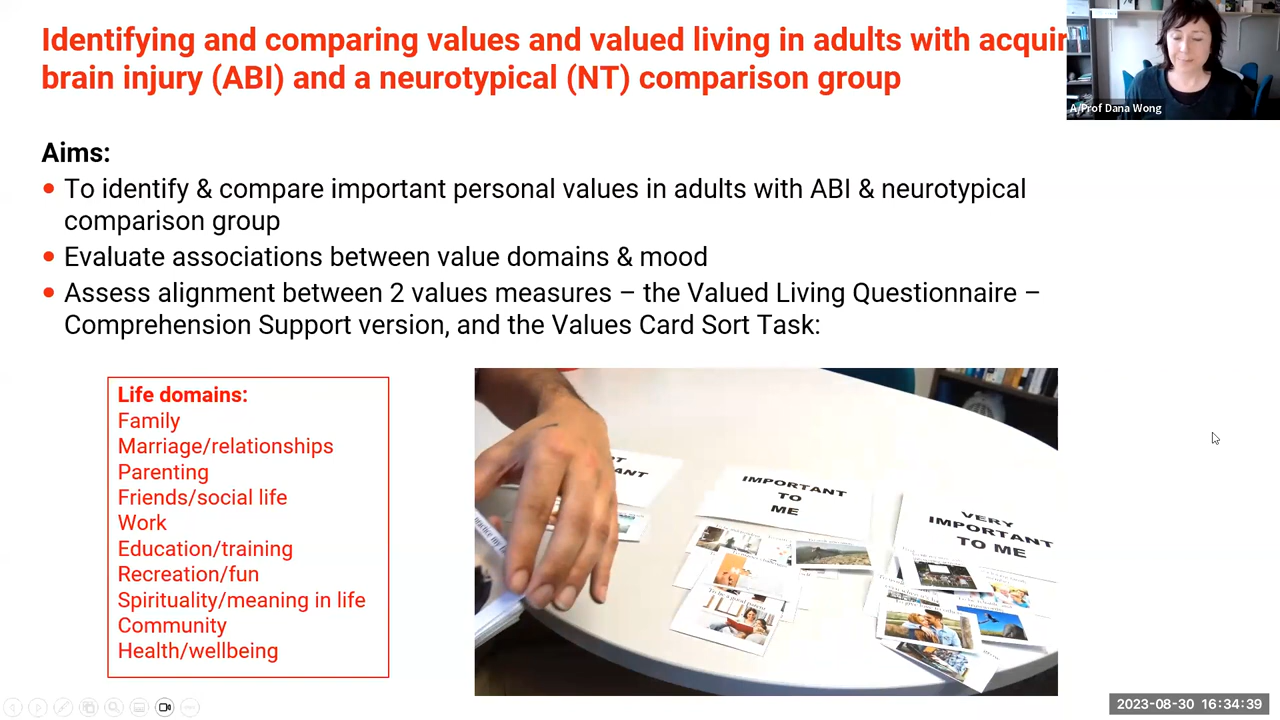 Identifying and comparing values and valued living in adults with acquir
brain injury (ABI) and a neurotypical (NT) comparison group
A/Prof Dana Wong
Aims:
To identify & compare important personal values in adults with ABI & neurotypical
comparison group
Evaluate associations between value domains & mood
Assess alignment between 2 values measures – the Valued Living Questionnaire –
Comprehension Support version, and the Values Card Sort Task:
Life domains:
Family
Marriage/relationships
Parenting
Friends/social life
Work
Education/training
Recreation/fun
Spirituality/meaning in life
Community
Health/wellbeing
IMPORTANT
TO
ME
VERY
IMPORTANT
TO ME
2023-08-30 16:34:39